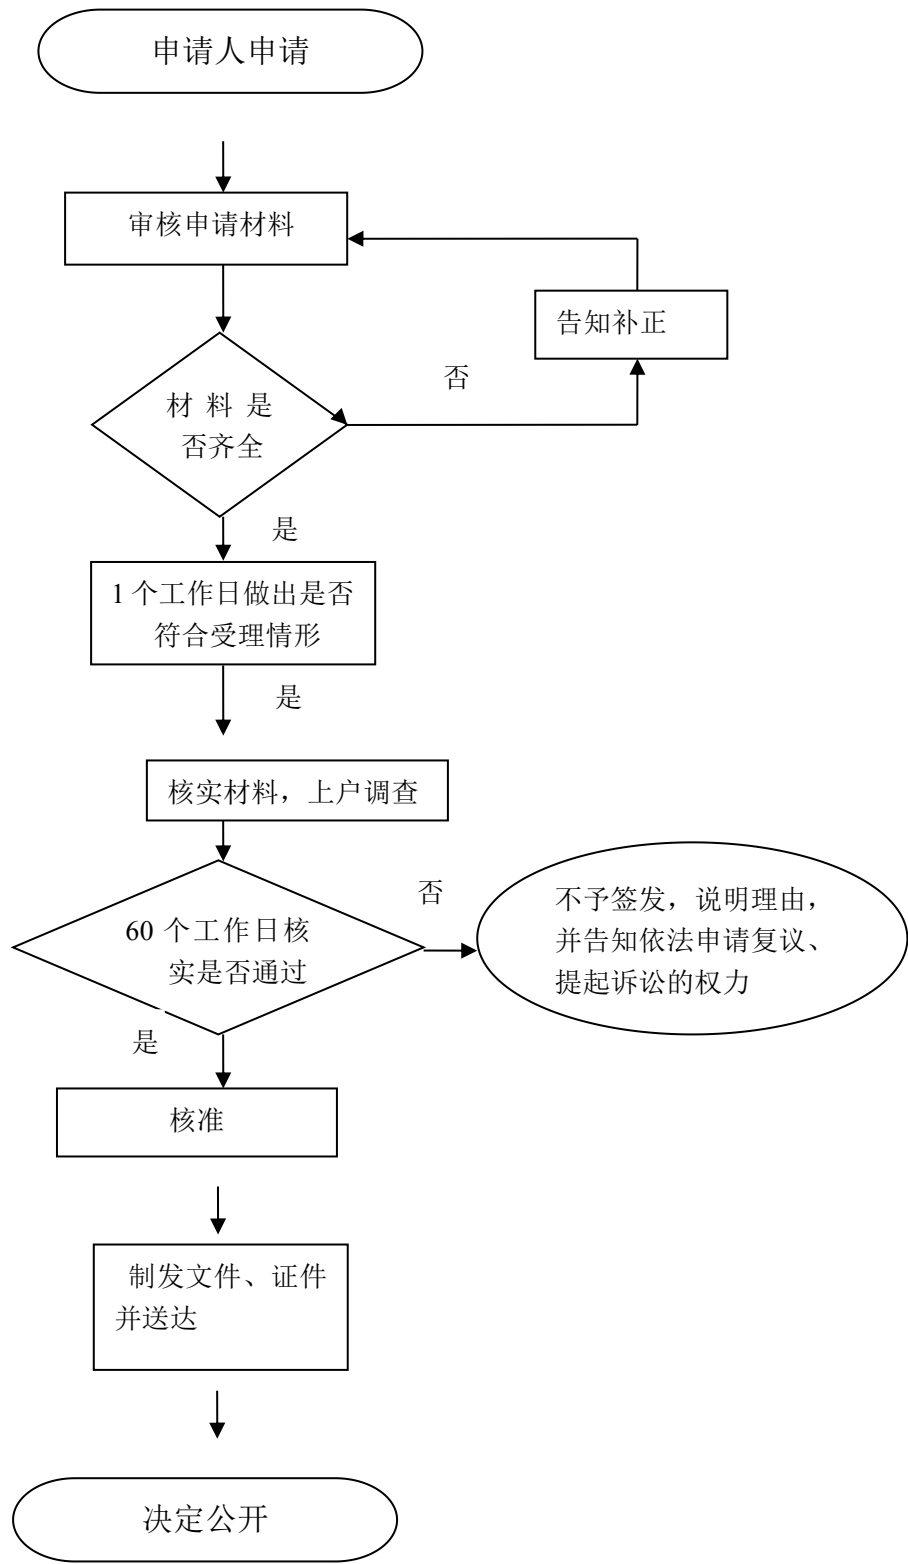 申请人申请
审核申请材料
告知补正
否
材 料 是
否齐全
是
1 个工作日做出是否
符合受理情形
是
核实材料，上户调查
否
60 个工作日核
实是否通过
不予签发，说明理由，
并告知依法申请复议、
提起诉讼的权力
是
核准
制发文件、证件
并送达
决定公开